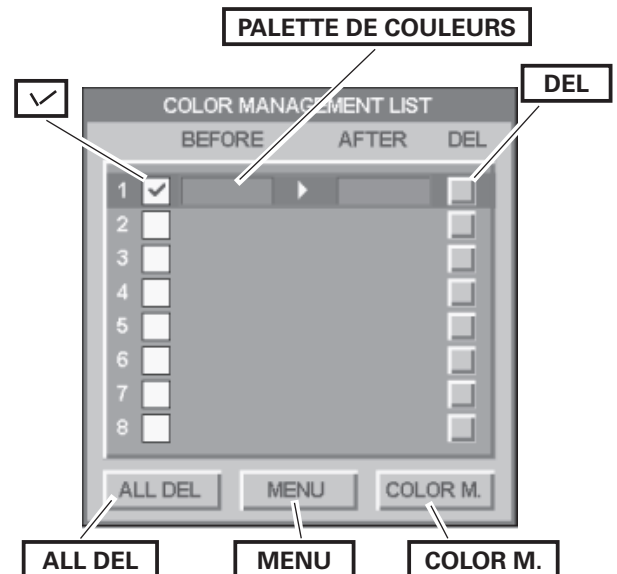 PALETTE DE COULEURS
DEL
COLOR MANAGEMENT LIST
BEFORE AFTER DEL
1
2
3
4
5
6
7
8
ALL DEL MENU COLOR M.
ALL DEL MENU COLOR M.